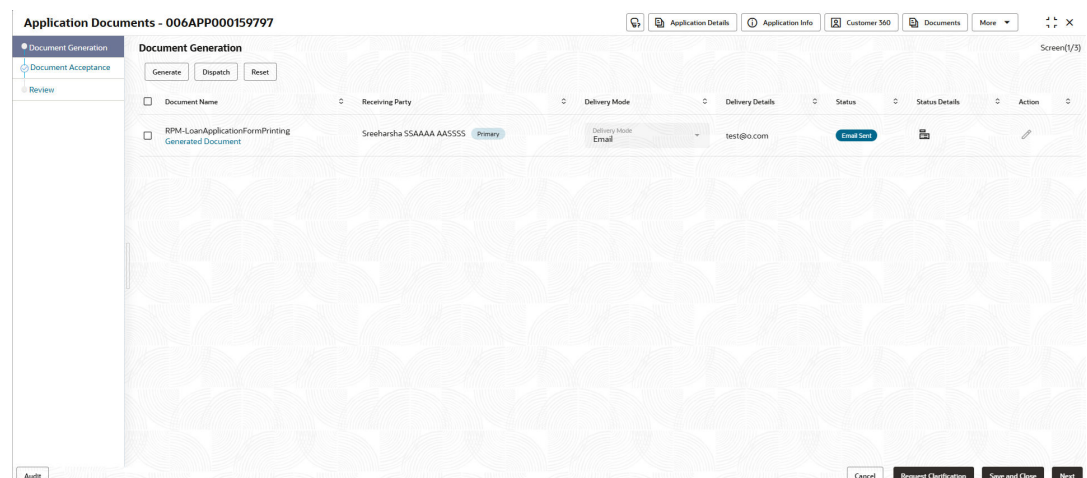 Application Documents - 006APP000159797
Application Details
Application Info
Customer 360
Documents
More
Document Generation
Document Acceptance
Review
Document Generation
Screen(1/3)
Generate
Dispatch
Reset
Document Name
Receiving Party
Delivery Mode
Delivery Details
Status
Status Details
Action
RPM-LoanApplicationFormPrinting
Generated Document
Sreeharsha SSAAAA AASSSS
Primary
Delivery Mode
Email
test@o.com
Email Sent
Audit
Cancel
Request Clarification
Save and Close
Next